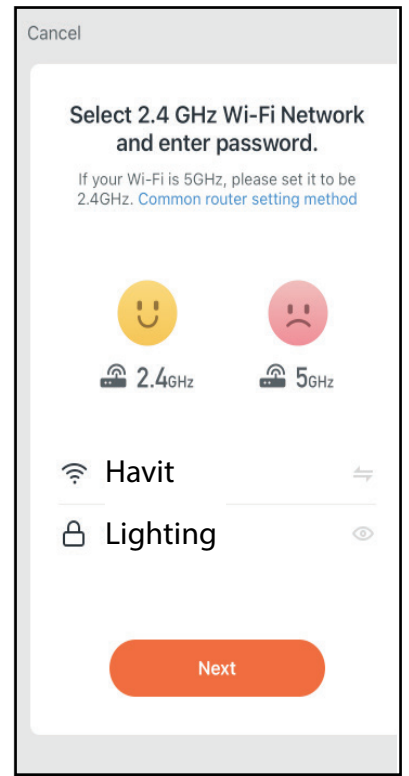 Cancel
Select 2.4 GHz Wi-Fi Network
and enter password.
If your Wi-Fi is 5GHz, please set it to be
2.4GHz. Common router setting method
2.4GHz 5GHz
Havit
Lighting
Next